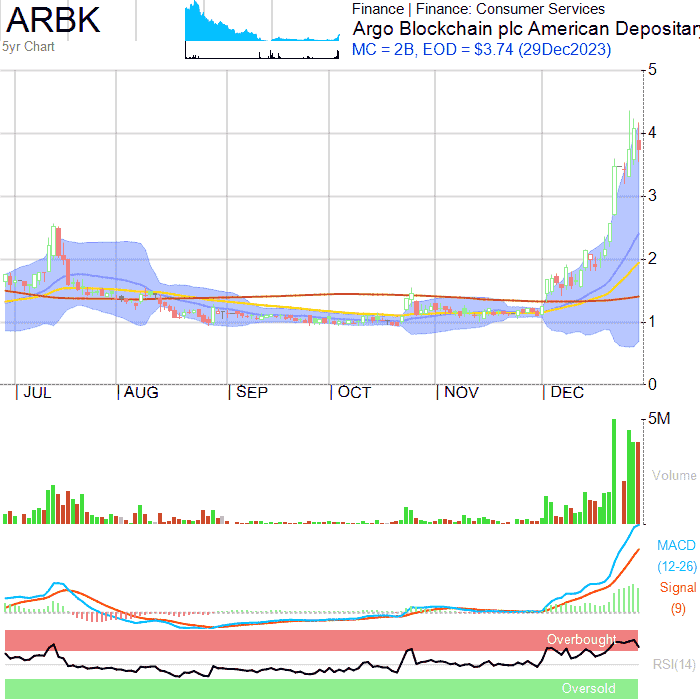 ARBK
5yr Chart
Finance | Finance: Consumer Services
Argo Blockchain plc American Depositary
MC = 2B, EOD = $3.74 (29Dec2023)
5
4
3
2
1
0
JUL AUG SEP OCT NOV DEC
5M
Volume
MACD
(12-26)
Signal
(9)
Overbought
RSI(14)
Oversold